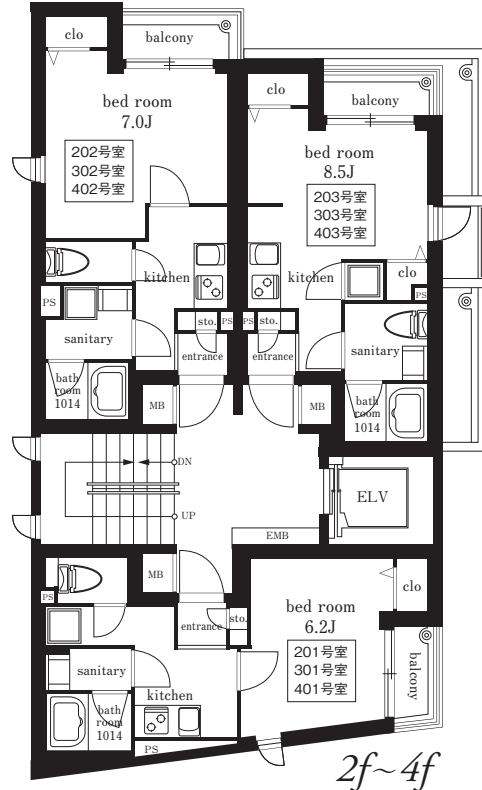 clo
balcony
bed room
7.0J
202号室
302号室
402号室
kitchen
PS
sanitary
bath
room
1014
sto.
PS
entrance
MB
clo
balcony
bed room
8.5J
203号室
303号室
403号室
kitchen
clo
PS
PS
sto.
entrance
sanitary
bath
room
1014
MB
DN
UP
ELV
EMB
MB
PS
entrance
sto.
bed room
6.2J
201号室
301号室
401号室
clo
balcony
sanitary
kitchen
bath
room
1014
PS
2f~4f